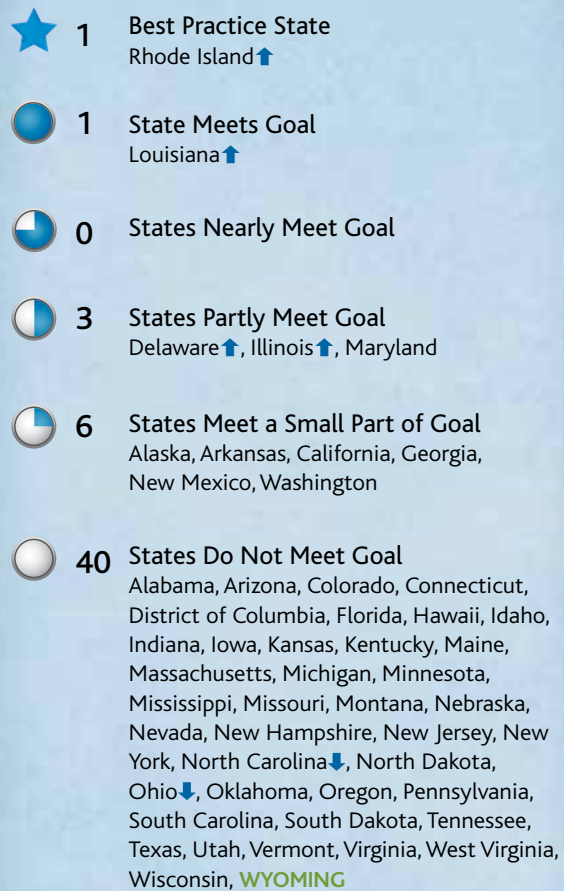 1 Best Practice State
Rhode Island⬆
1 State Meets Goal
Louisiana⬆
0 States Nearly Meet Goal
3 States Partly Meet Goal
Delaware⬆, Illinois⬆, Maryland
6 States Meet a Small Part of Goal
Alaska, Arkansas, California, Georgia,
New Mexico, Washington
40 States Do Not Meet Goal
Alabama, Arizona, Colorado, Connecticut,
District of Columbia, Florida, Hawaii, Idaho,
Indiana, Iowa, Kansas, Kentucky, Maine,
Massachusetts, Michigan, Minnesota,
Mississippi, Missouri, Montana, Nebraska,
Nevada, New Hampshire, New Jersey, New
York, North Carolina⬇, North Dakota,
Ohio⬇, Oklahoma, Oregon, Pennsylvania,
South Carolina, South Dakota, Tennessee,
Texas, Utah, Vermont, Virginia, West Virginia,
Wisconsin, WYOMING